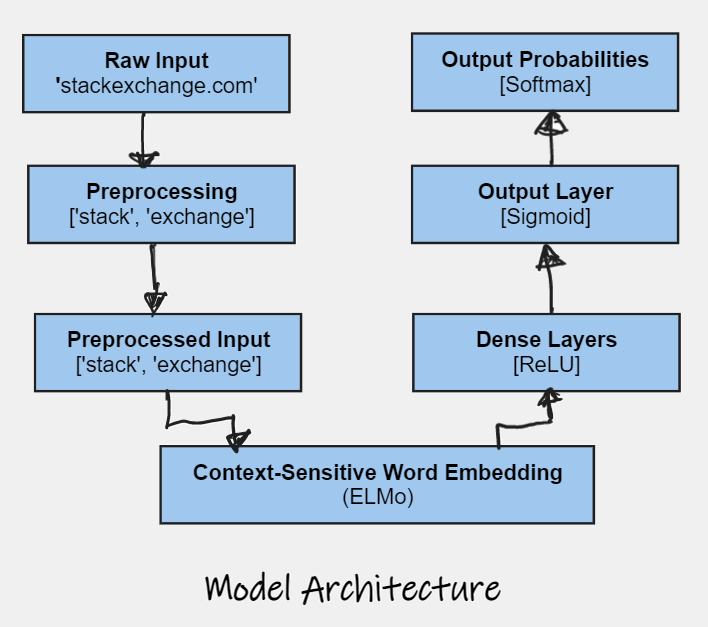 Raw Input
'stackexchange.com'
Preprocessing
['stack', 'exchange']
Preprocessed Input
['stack', 'exchange']
Context-Sensitive Word Embedding
(ELMo)
Dense Layers
[ReLU]
Output Layer
[Sigmoid]
Output Probabilities
[Softmax]
Model Architecture